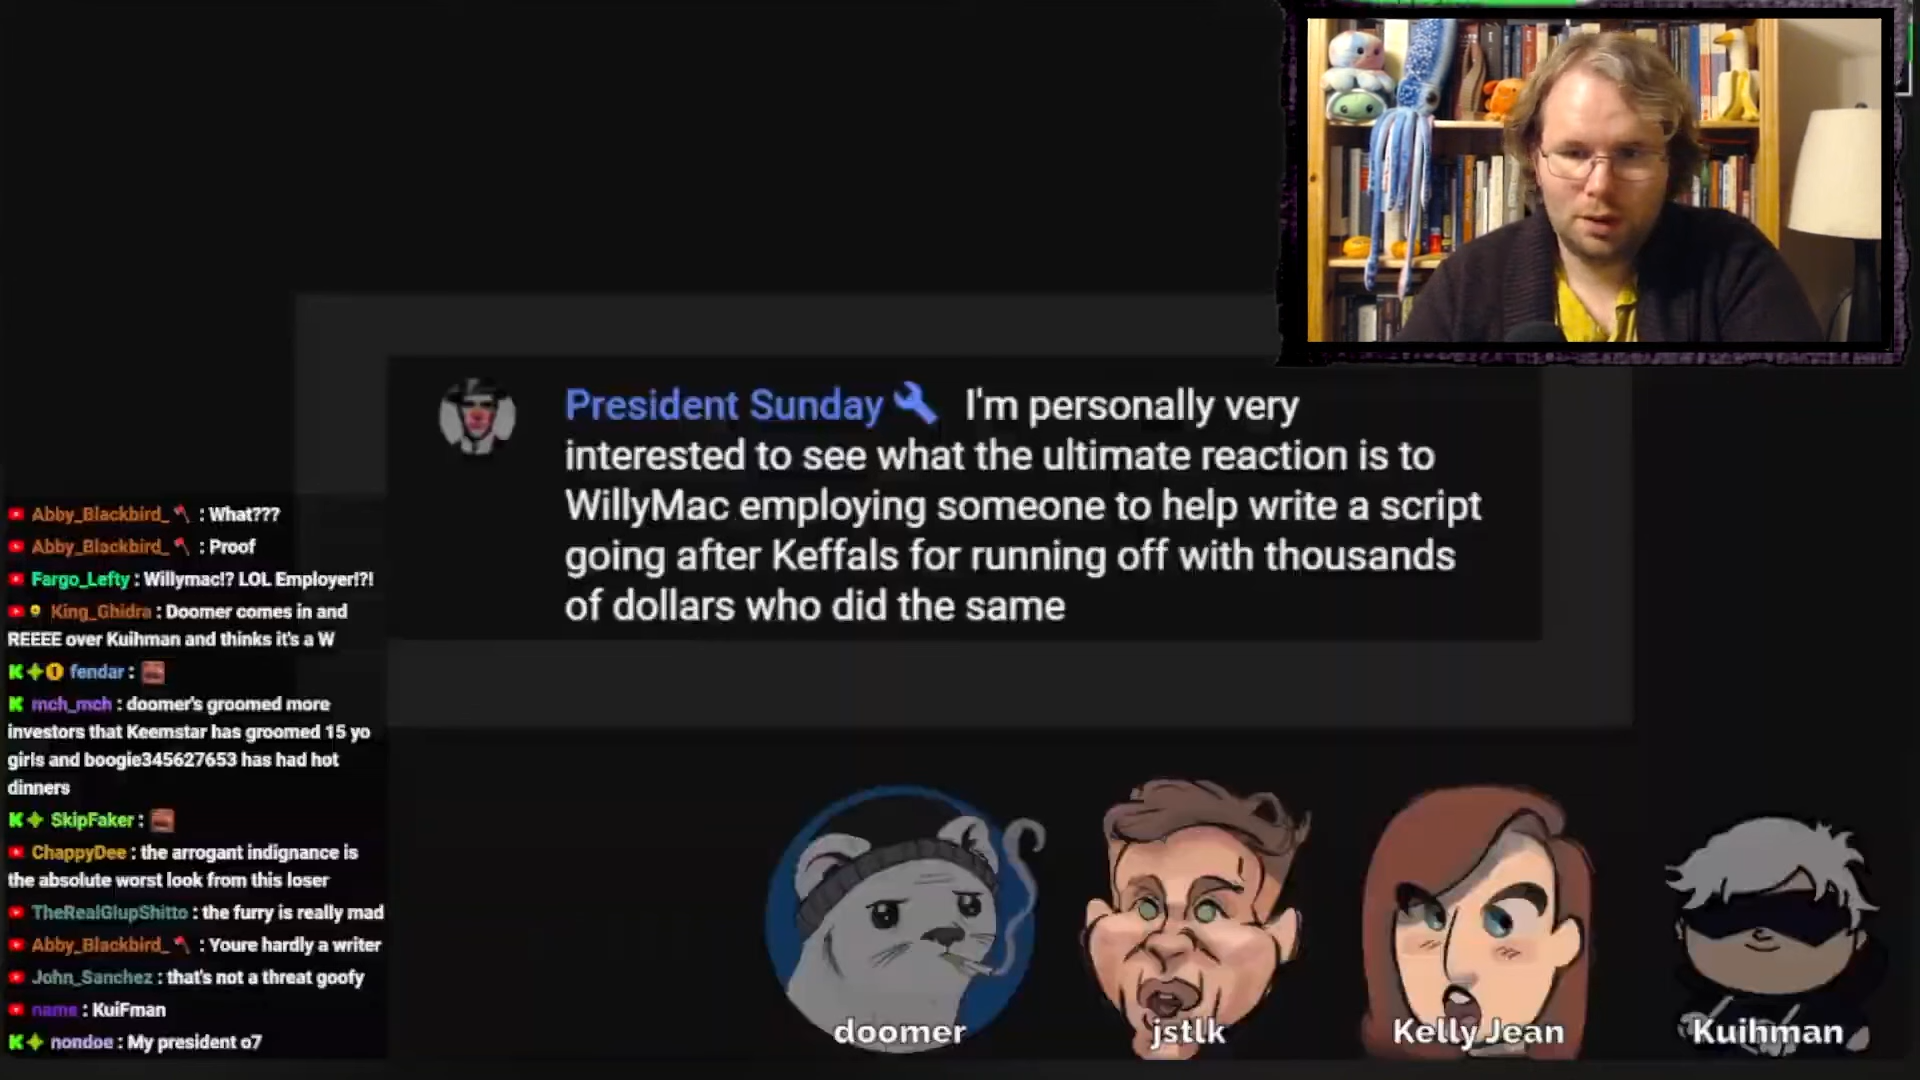 President Sunday I'm personally very
interested to see what the ultimate reaction is to
WillyMac employing someone to help write a script
going after Keffals for running off with thousands
of dollars who did the same
Abby_Blackbird_ : What???
Abby_Blackbird_ : Proof
Fargo_Lefty : Willymac!? LOL Employer!?!
King_Ghidra : Doomer comes in and
REEEE over Kuihman and thinks it's a W
fendar :
mch_mch : doomer's groomed more
investors that Keemstar has groomed 15 yo
girls and boogie345627653 has had hot
dinners
SkipFaker :
ChappyDee : the arrogant indignance is
the absolute worst look from this loser
TheRealGlupShitto : the furry is really mad
Abby_Blackbird_ : Youre hardly a writer
John_Sanchez : that's not a threat goofy
name : KuiFman
nondoe : My president o7
doomer
jstlk
Kelly Jean
Kuihman